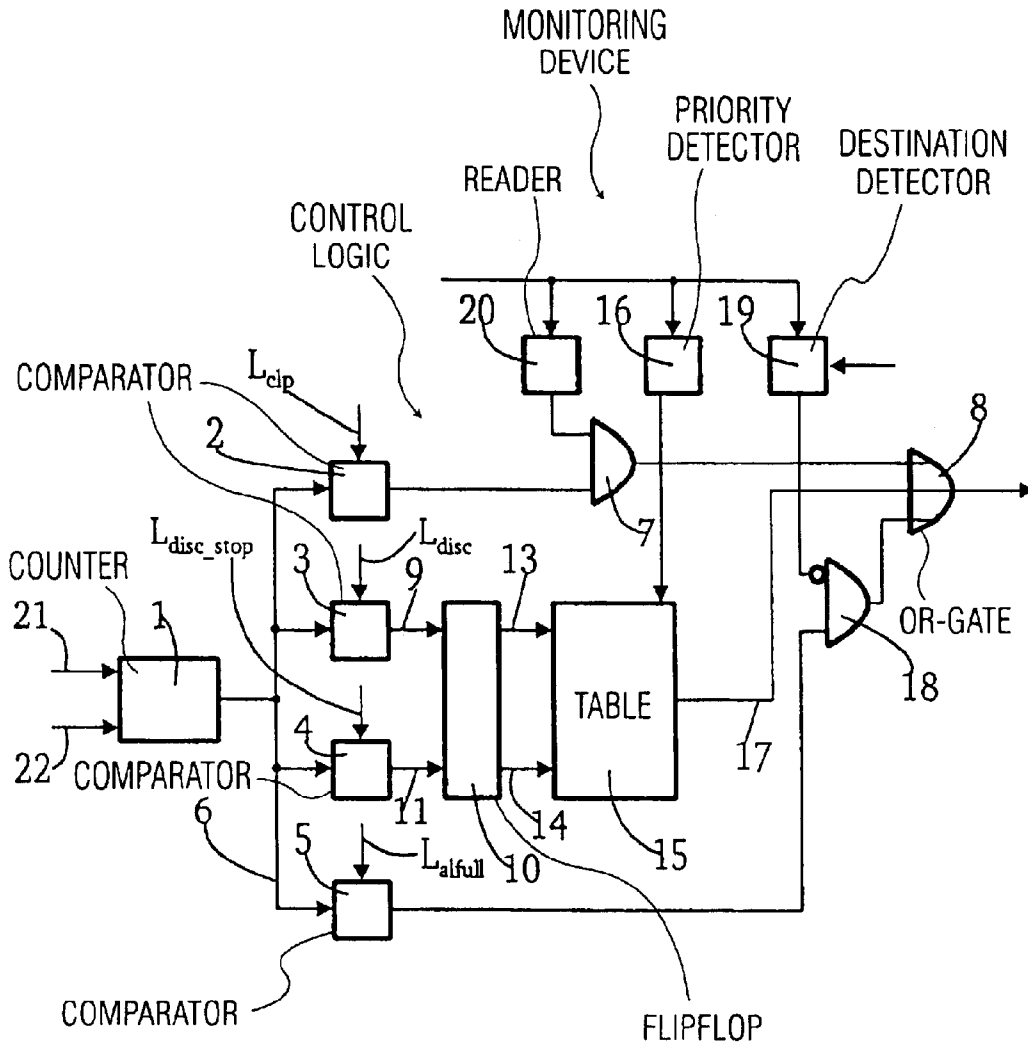 MONITORING
DEVICE
PRIORITY
DETECTOR
DESTINATION
DETECTOR
READER
CONTROL
LOGIC
20
16
19
COMPARATOR
L_clp
2
8
7
L_disc_stop
L_disc
COUNTER
3
9
13
21
1
OR-GATE
18
TABLE
22
4
17
COMPARATOR
11
14
6
5
L_alfull
10
15
COMPARATOR
FLIPFLOP